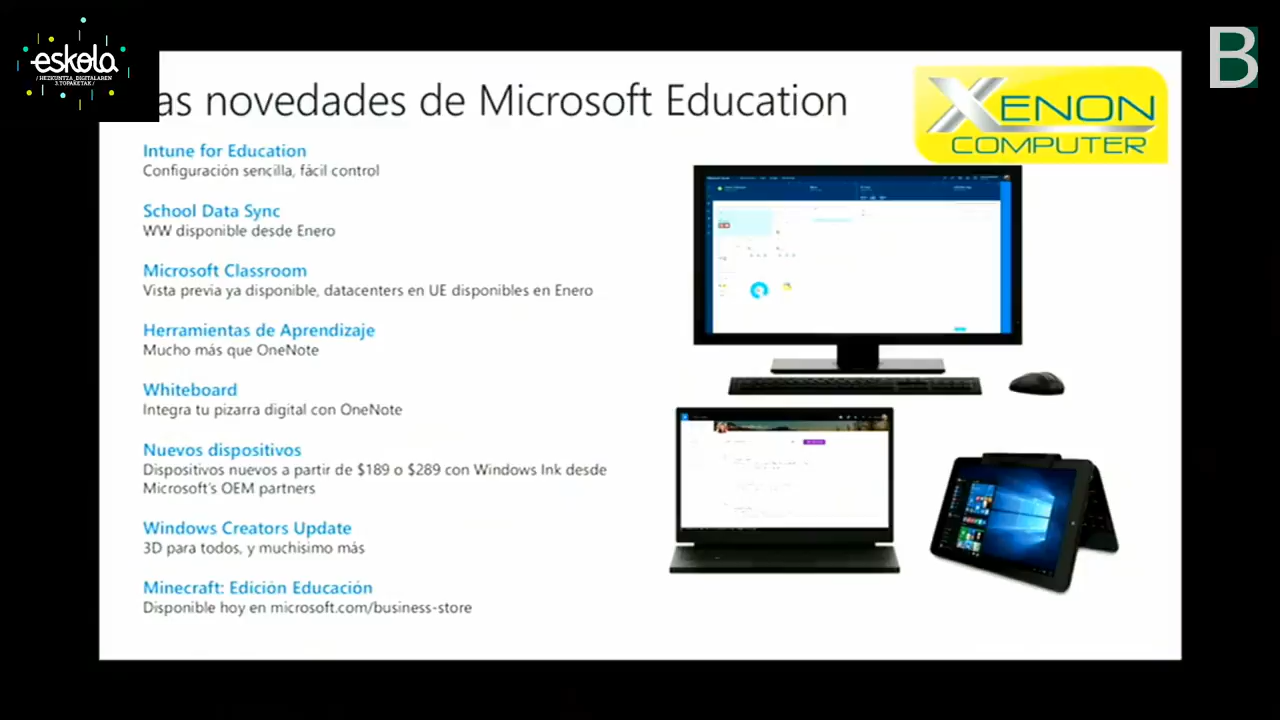 eskola
/ HEZKUNTZA_DIGITALAREN
3.TOPAKETAK /
B
as novedades de Microsoft Education
XENON
COMPUTER
Intune for Education
Configuración sencilla, fácil control
School Data Sync
WW disponible desde Enero
Microsoft Classroom
Vista previa ya disponible, datacenters en UE disponibles en Enero
Herramientas de Aprendizaje
Mucho más que OneNote
Whiteboard
Integra tu pizarra digital con OneNote
Nuevos dispositivos
Dispositivos nuevos a partir de $189 o $289 con Windows Ink desde
Microsoft's OEM partners
Windows Creators Update
3D para todos, y muchísimo más
Minecraft: Edición Educación
Disponible hoy en microsoft.com/business-store